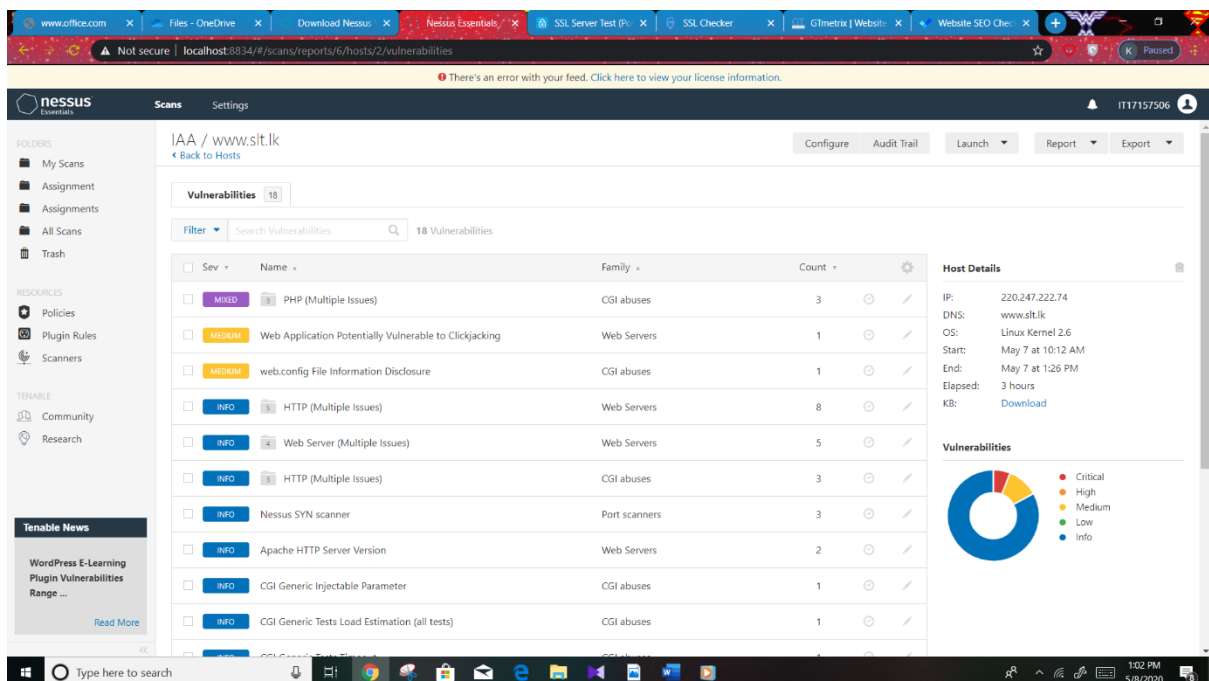 www.office.com
Files - OneDrive
Download Nessus
Nessus Essentials /
SSL Server Test (Po
SSL Checker
GTmetrix | Website
Website SEO Chec
Not secure | localhost:8834/#/scans/reports/6/hosts/2/vulnerabilities
K Paused
There's an error with your feed. Click here to view your license information.
nessus Essentials
Scans Settings
IT17157506
FOLDERS
My Scans
Assignment
Assignments
All Scans
Trash
RESOURCES
Policies
Plugin Rules
Scanners
TENABLE
Community
Research
Tenable News
WordPress E-Learning
Plugin Vulnerabilities
Range ...
Read More
IAA / www.slt.lk
Back to Hosts
Configure Audit Trail Launch Report Export
Vulnerabilities 18
Filter Search Vulnerabilities 18 Vulnerabilities
Sev Name Family Count
MIXED 3 PHP (Multiple Issues) CGI abuses 3
MEDIUM Web Application Potentially Vulnerable to Clickjacking Web Servers 1
MEDIUM web.config File Information Disclosure CGI abuses 1
INFO 5 HTTP (Multiple Issues) Web Servers 8
INFO 4 Web Server (Multiple Issues) Web Servers 5
INFO 3 HTTP (Multiple Issues) CGI abuses 3
INFO Nessus SYN scanner Port scanners 3
INFO Apache HTTP Server Version Web Servers 2
INFO CGI Generic Injectable Parameter CGI abuses 1
INFO CGI Generic Tests Load Estimation (all tests) CGI abuses 1
Host Details
IP: 220.247.222.74
DNS: www.slt.lk
OS: Linux Kernel 2.6
Start: May 7 at 10:12 AM
End: May 7 at 1:26 PM
Elapsed: 3 hours
KB: Download
Vulnerabilities
Critical
High
Medium
Low
Info
Type here to search
1:02 PM
5/8/2020